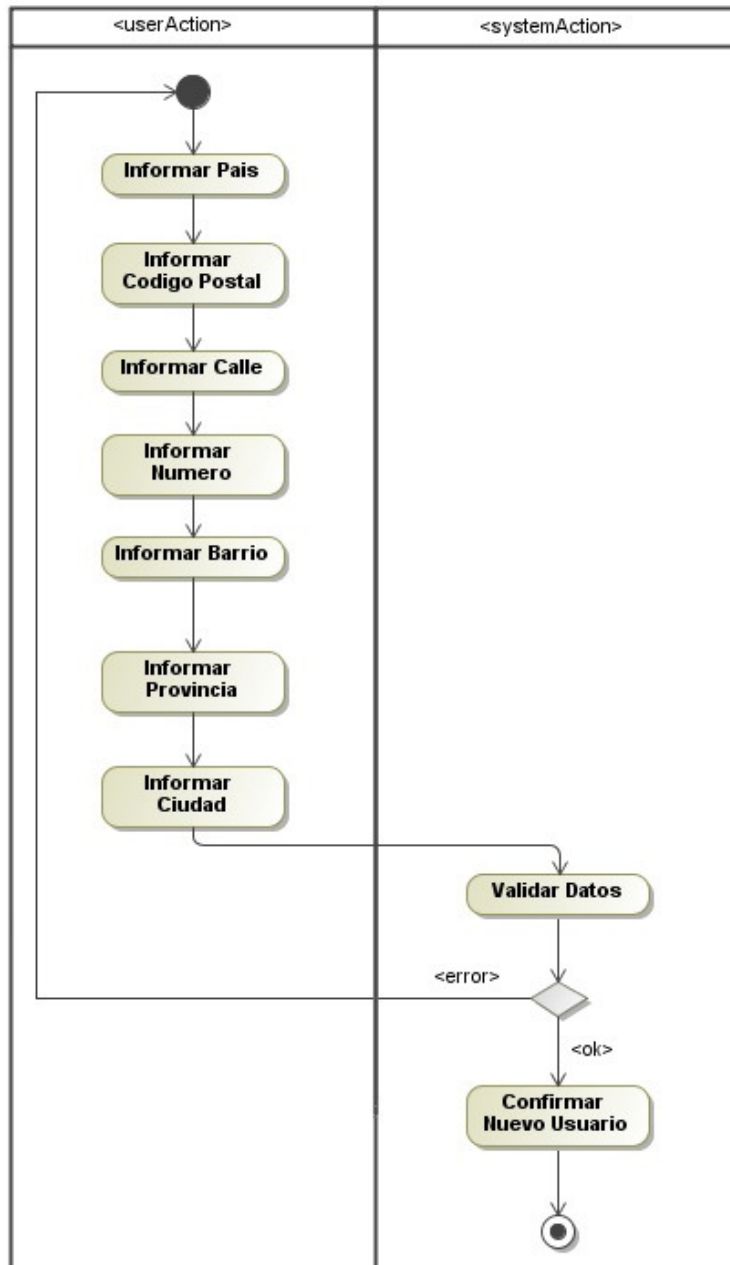 <userAction>
<systemAction>
Informar Pais
Informar
Codigo Postal
Informar Calle
Informar
Numero
Informar Barrio
Informar
Provincia
Informar
Ciudad
Validar Datos
<error>
<ok>
Confirmar
Nuevo Usuario